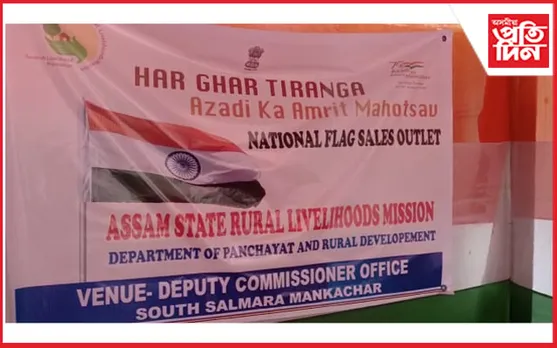 অসমীয়া
প্রতি
দিন
HAR GHAR TIRANGA
Azadi Ka Amrit Mahotsav
NATIONAL FLAG SALES OUTLET
ASSAM STATE RURAL LIVELIHOODS MISSION
DEPARTMENT OF PANCHAYAT AND RURAL DEVELOPEMENT
VENUE- DEPUTY COMMISSIONER OFFICE
SOUTH SALMARA MANKACHAR